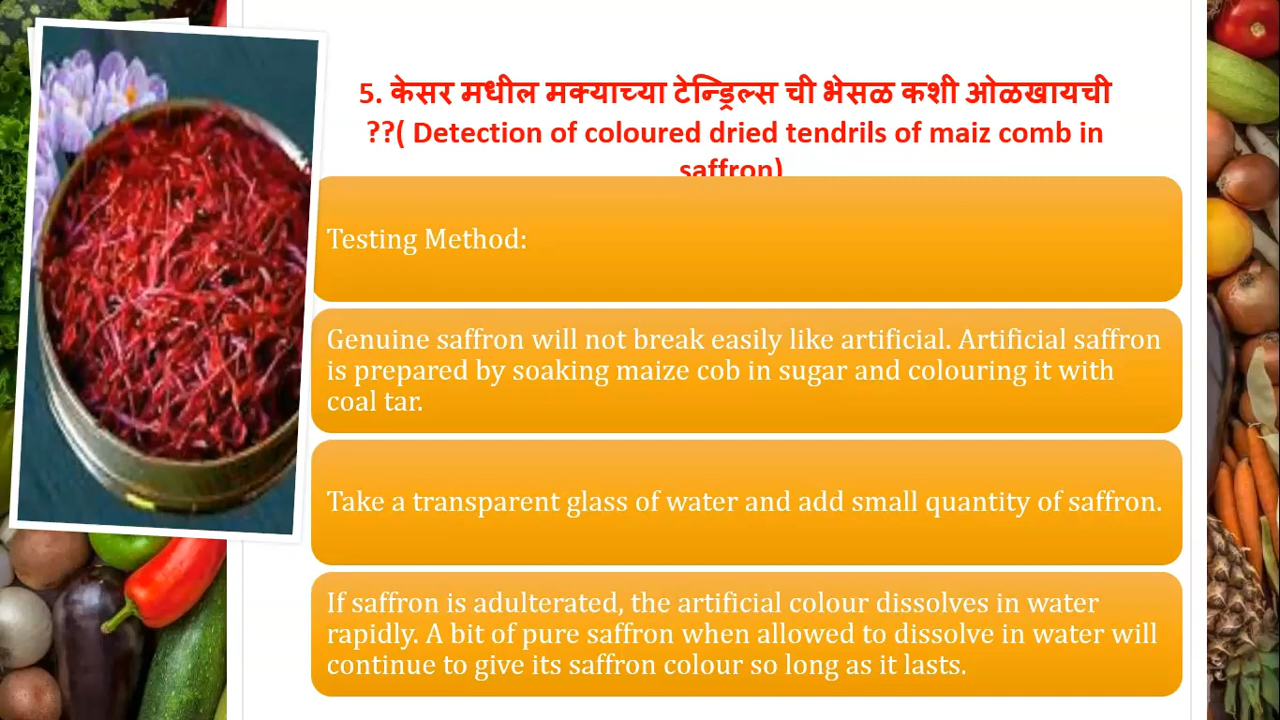 5. केसर मधील मक्याच्या टेन्ड्रिल्स ची भेसळ कशी ओळखायची
??( Detection of coloured dried tendrils of maiz comb in
saffron)
Testing Method:
Genuine saffron will not break easily like artificial. Artificial saffron
is prepared by soaking maize cob in sugar and colouring it with
coal tar.
Take a transparent glass of water and add small quantity of saffron.
If saffron is adulterated, the artificial colour dissolves in water
rapidly. A bit of pure saffron when allowed to dissolve in water will
continue to give its saffron colour so long as it lasts.